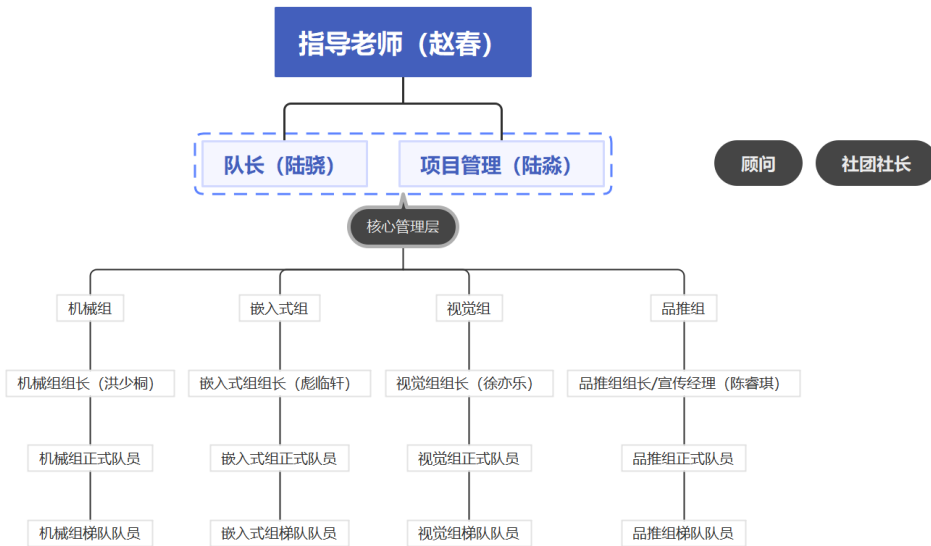 指导老师（赵春）
队长（陆骁）
项目管理（陆淼）
顾问
社团社长
核心管理层
机械组
嵌入式组
视觉组
品推组
机械组组长（洪少桐）
嵌入式组组长（彪临轩）
视觉组组长（徐亦乐）
品推组组长/宣传经理（陈睿琪）
机械组正式队员
嵌入式组正式队员
视觉组正式队员
品推组正式队员
机械组梯队队员
嵌入式组梯队队员
视觉组梯队队员
品推组梯队队员